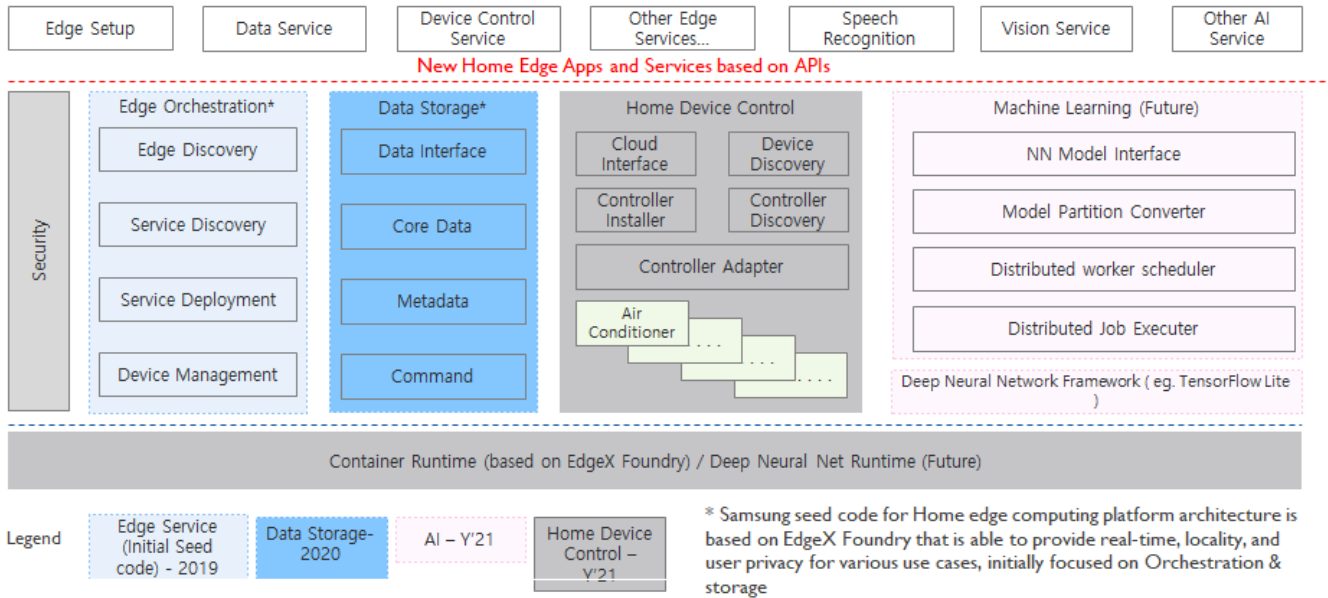 Edge Setup
Data Service
Device Control
Service
Other Edge
Services...
Speech
Recognition
Vision Service
Other AI
Service
New Home Edge Apps and Services based on APIs
Security
Edge Orchestration*
Edge Discovery
Service Discovery
Service Deployment
Device Management
Data Storage*
Data Interface
Core Data
Metadata
Command
Home Device Control
Cloud
Interface
Device
Discovery
Controller
Installer
Controller
Discovery
Controller Adapter
Air
Conditioner
. . .
. . .
. . . .
Machine Learning (Future)
NN Model Interface
Model Partition Converter
Distributed worker scheduler
Distributed Job Executer
Deep Neural Network Framework ( eg. TensorFlow Lite
)
Container Runtime (based on EdgeX Foundry) / Deep Neural Net Runtime (Future)
Legend
Edge Service
(Initial Seed
code) - 2019
Data Storage-
2020
AI – Y'21
Home Device
Control –
Y'21
* Samsung seed code for Home edge computing platform architecture is
based on EdgeX Foundry that is able to provide real-time, locality, and
user privacy for various use cases, initially focused on Orchestration &
storage